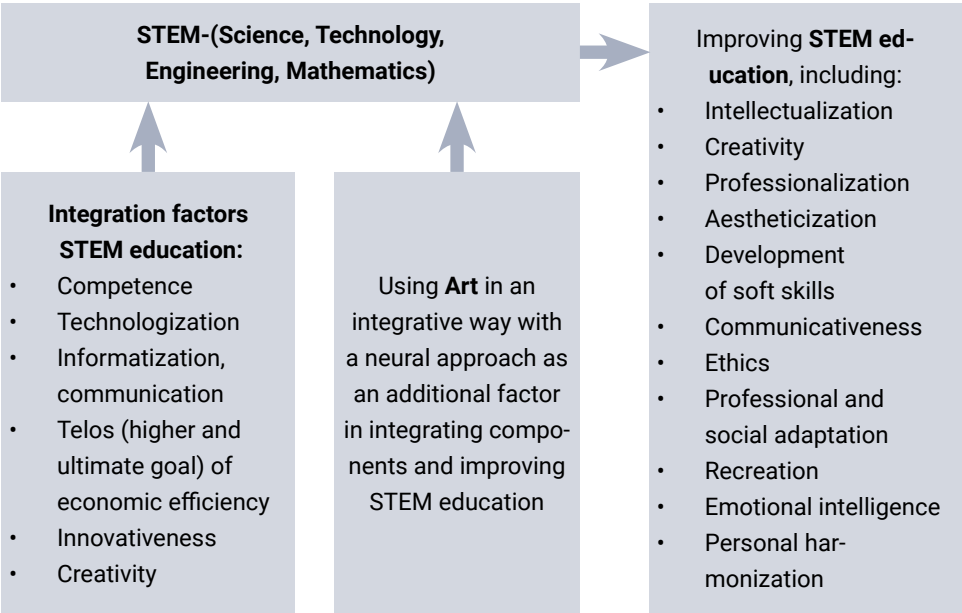 STEM-(Science, Technology,
Engineering, Mathematics)
Integration factors
STEM education:
• Competence
• Technologization
• Informatization,
communication
• Telos (higher and
ultimate goal) of
economic efficiency
• Innovativeness
• Creativity
Using Art in an
integrative way with
a neural approach as
an additional factor
in integrating compo-
nents and improving
STEM education
Improving STEM ed-
ucation, including:
• Intellectualization
• Creativity
• Professionalization
• Aestheticization
• Development
of soft skills
• Communicativeness
• Ethics
• Professional and
social adaptation
• Recreation
• Emotional intelligence
• Personal har-
monization